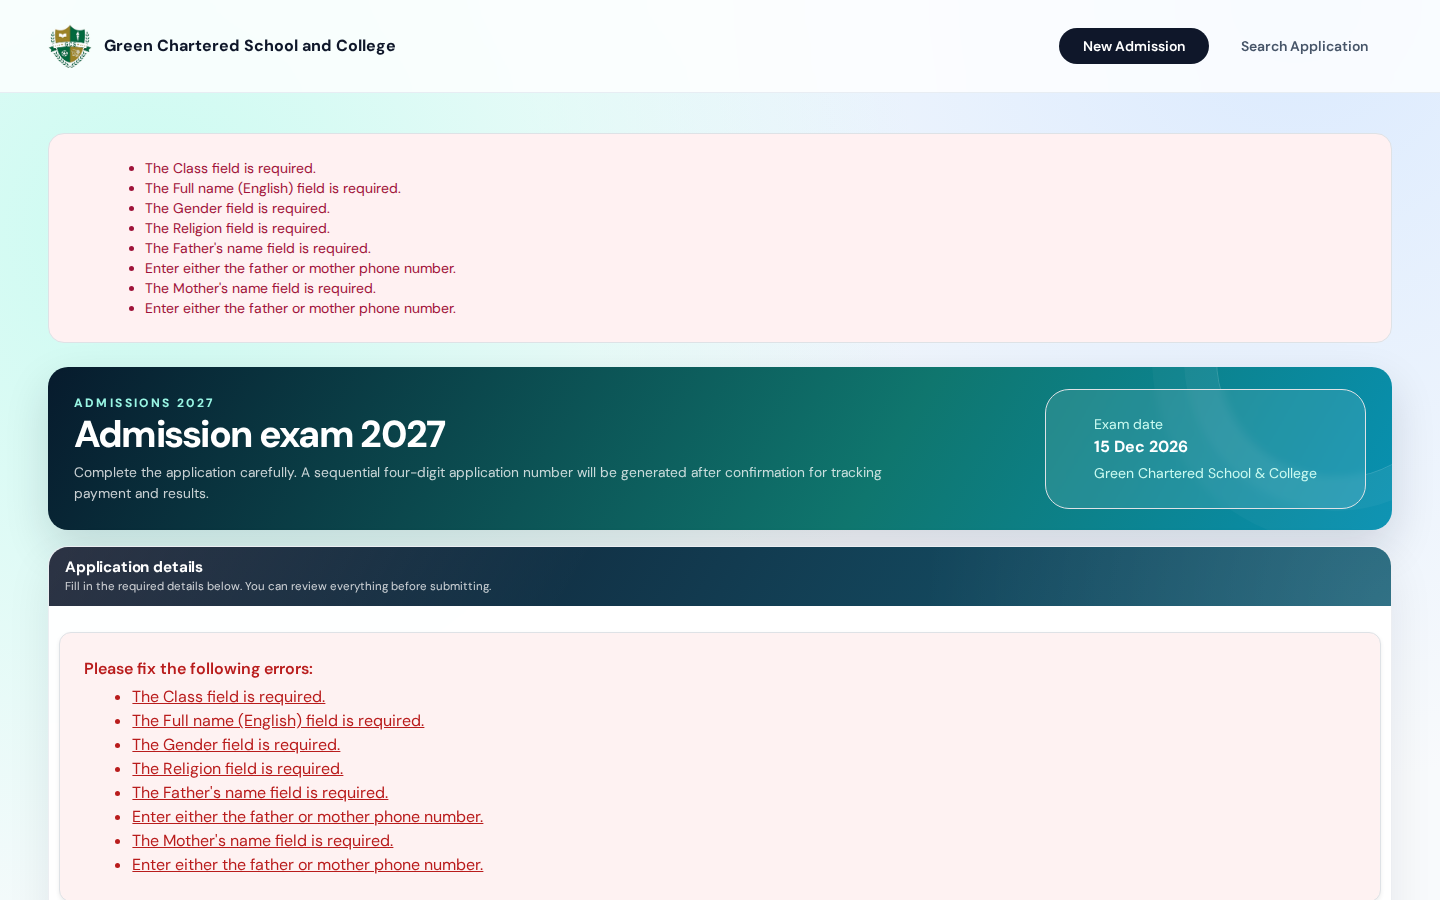 Green Chartered School and College
New Admission
Search Application
The Class field is required.
The Full name (English) field is required.
The Gender field is required.
The Religion field is required.
The Father's name field is required.
Enter either the father or mother phone number.
The Mother's name field is required.
Enter either the father or mother phone number.
ADMISSIONS 2027
Admission exam 2027
Complete the application carefully. A sequential four-digit application number will be generated after confirmation for tracking
payment and results.
Exam date
15 Dec 2026
Green Chartered School & College
Application details
Fill in the required details below. You can review everything before submitting.
Please fix the following errors:
The Class field is required.
The Full name (English) field is required.
The Gender field is required.
The Religion field is required.
The Father's name field is required.
Enter either the father or mother phone number.
The Mother's name field is required.
Enter either the father or mother phone number.